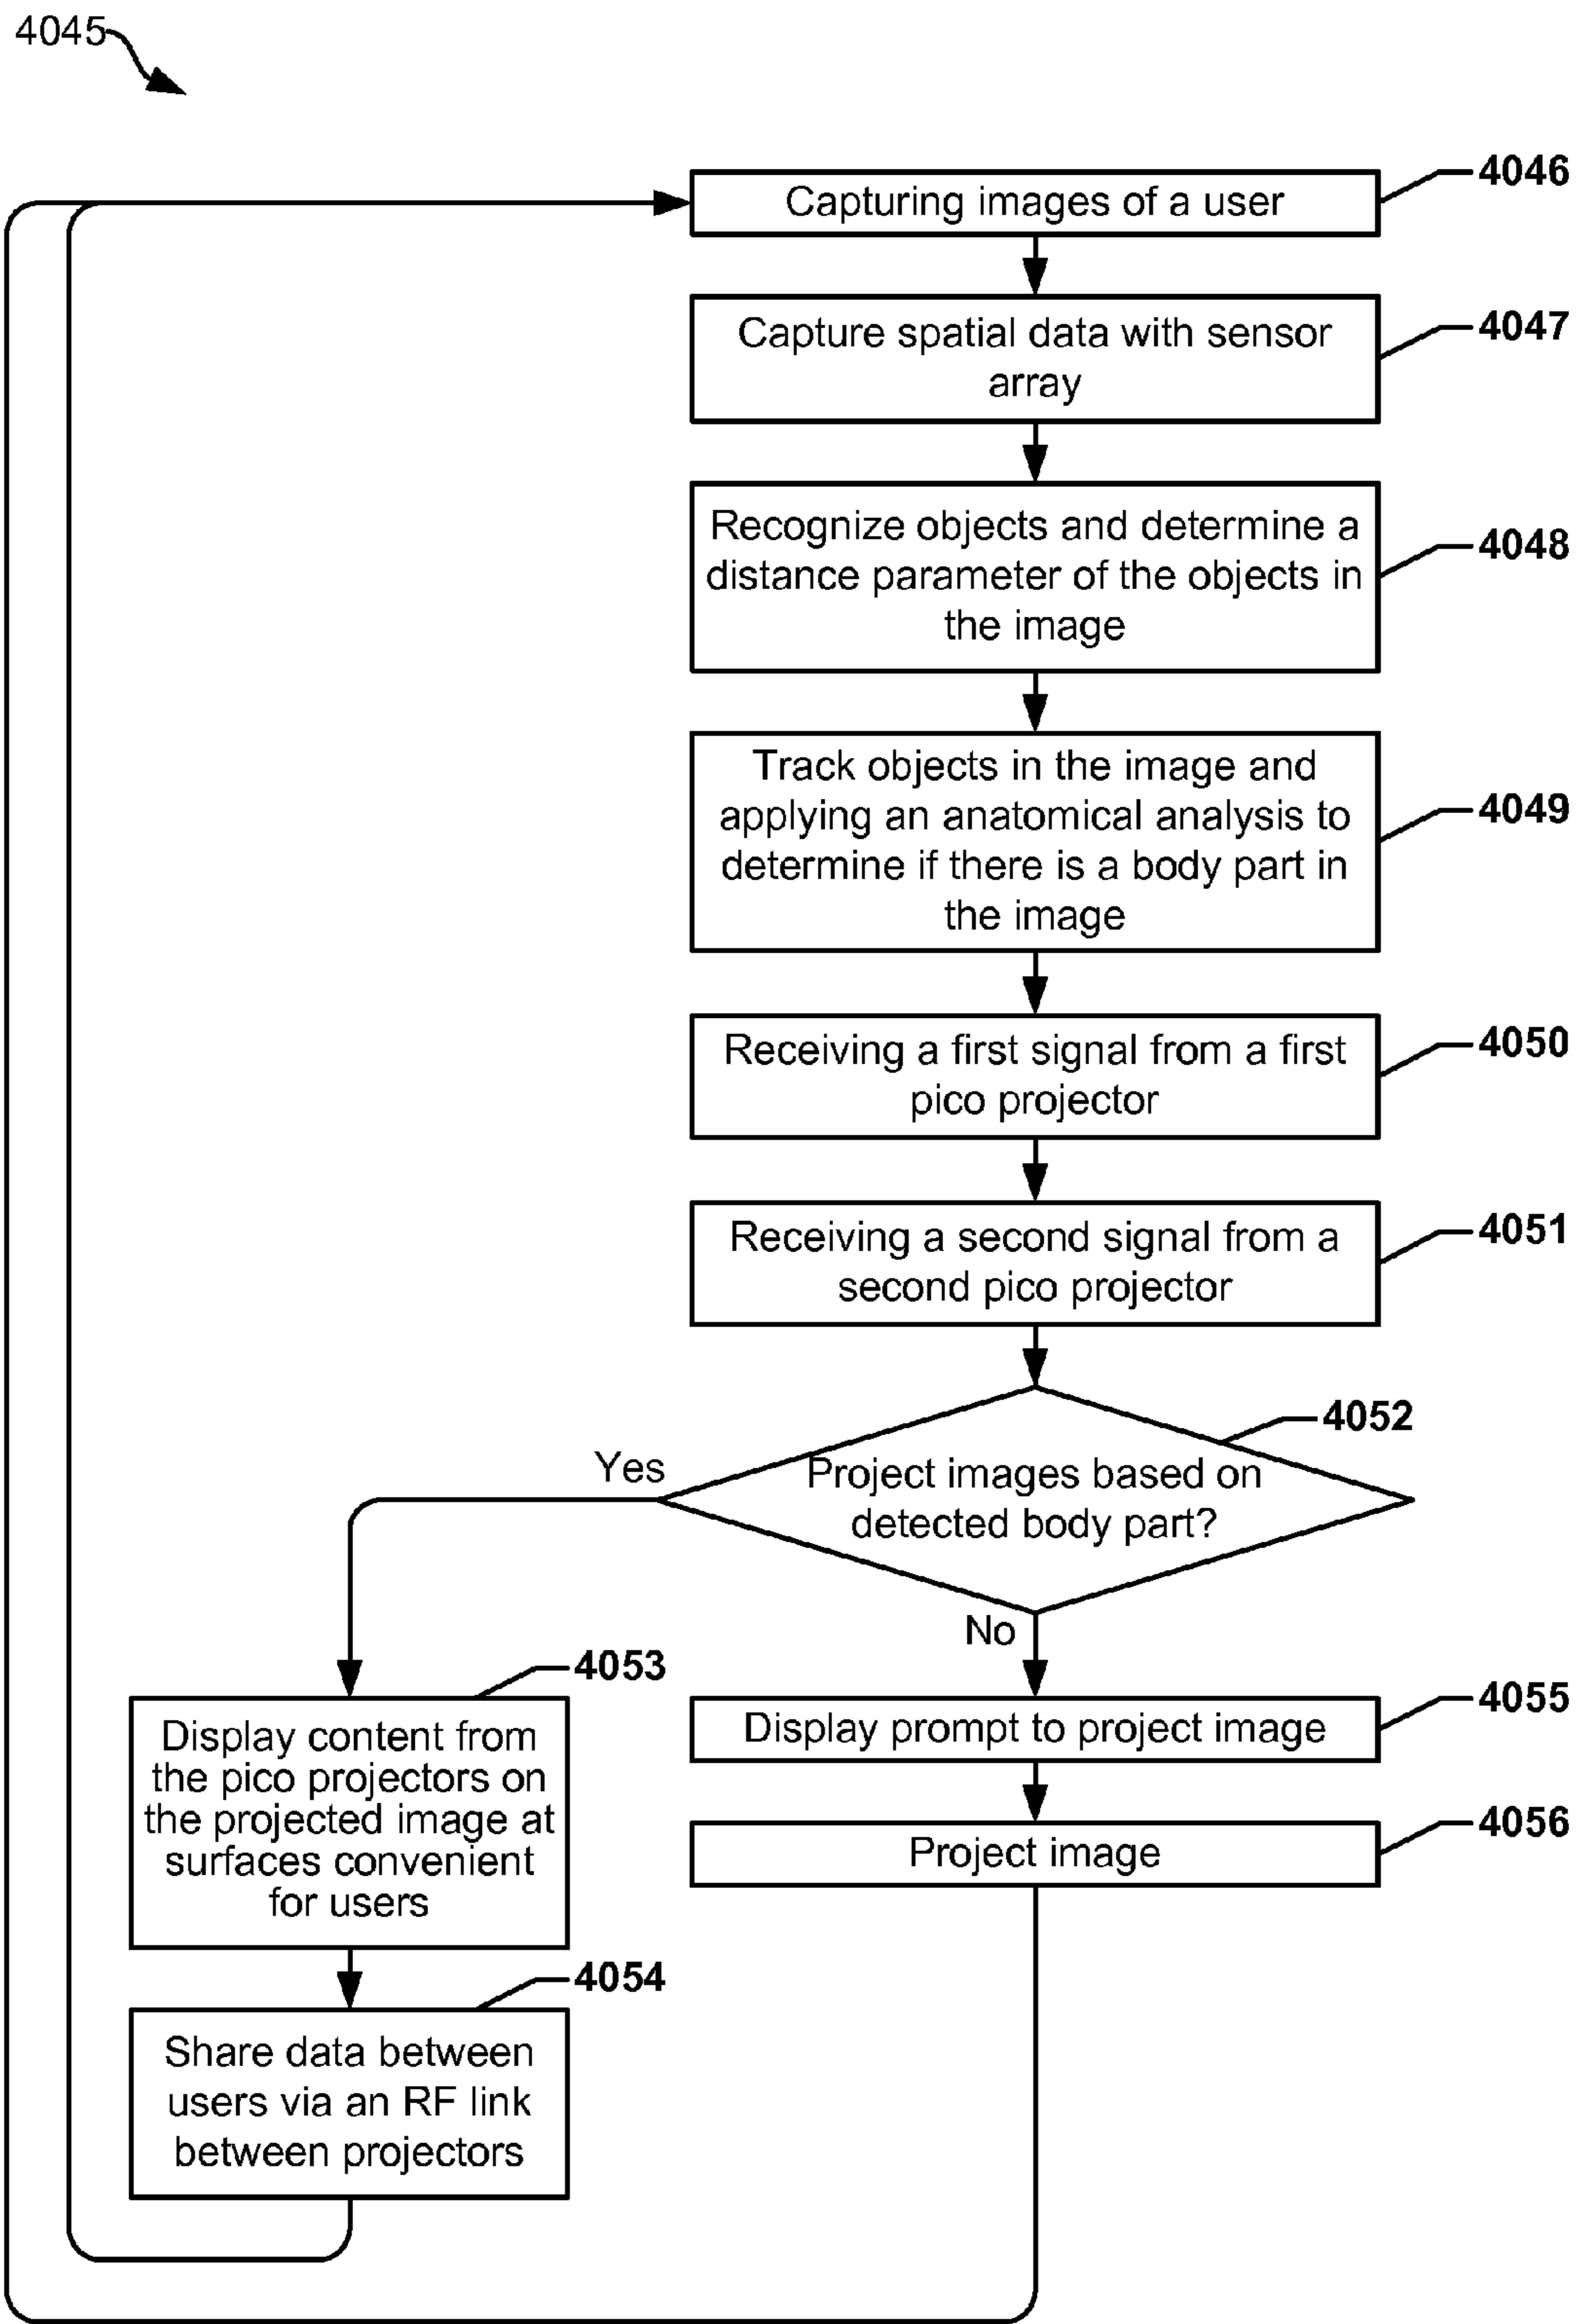 4045
Capturing images of a user
4046
Capture spatial data with sensor
array
4047
Recognize objects and determine a
distance parameter of the objects in
the image
4048
Track objects in the image and
applying an anatomical analysis to
determine if there is a body part in
the image
4049
Receiving a first signal from a first
pico projector
4050
Receiving a second signal from a
second pico projector
4051
4052
Project images based on
detected body part?
Yes
No
4053
Display content from
the pico projectors on
the projected image at
surfaces convenient
for users
4054
Share data between
users via an RF link
between projectors
Display prompt to project image
4055
Project image
4056